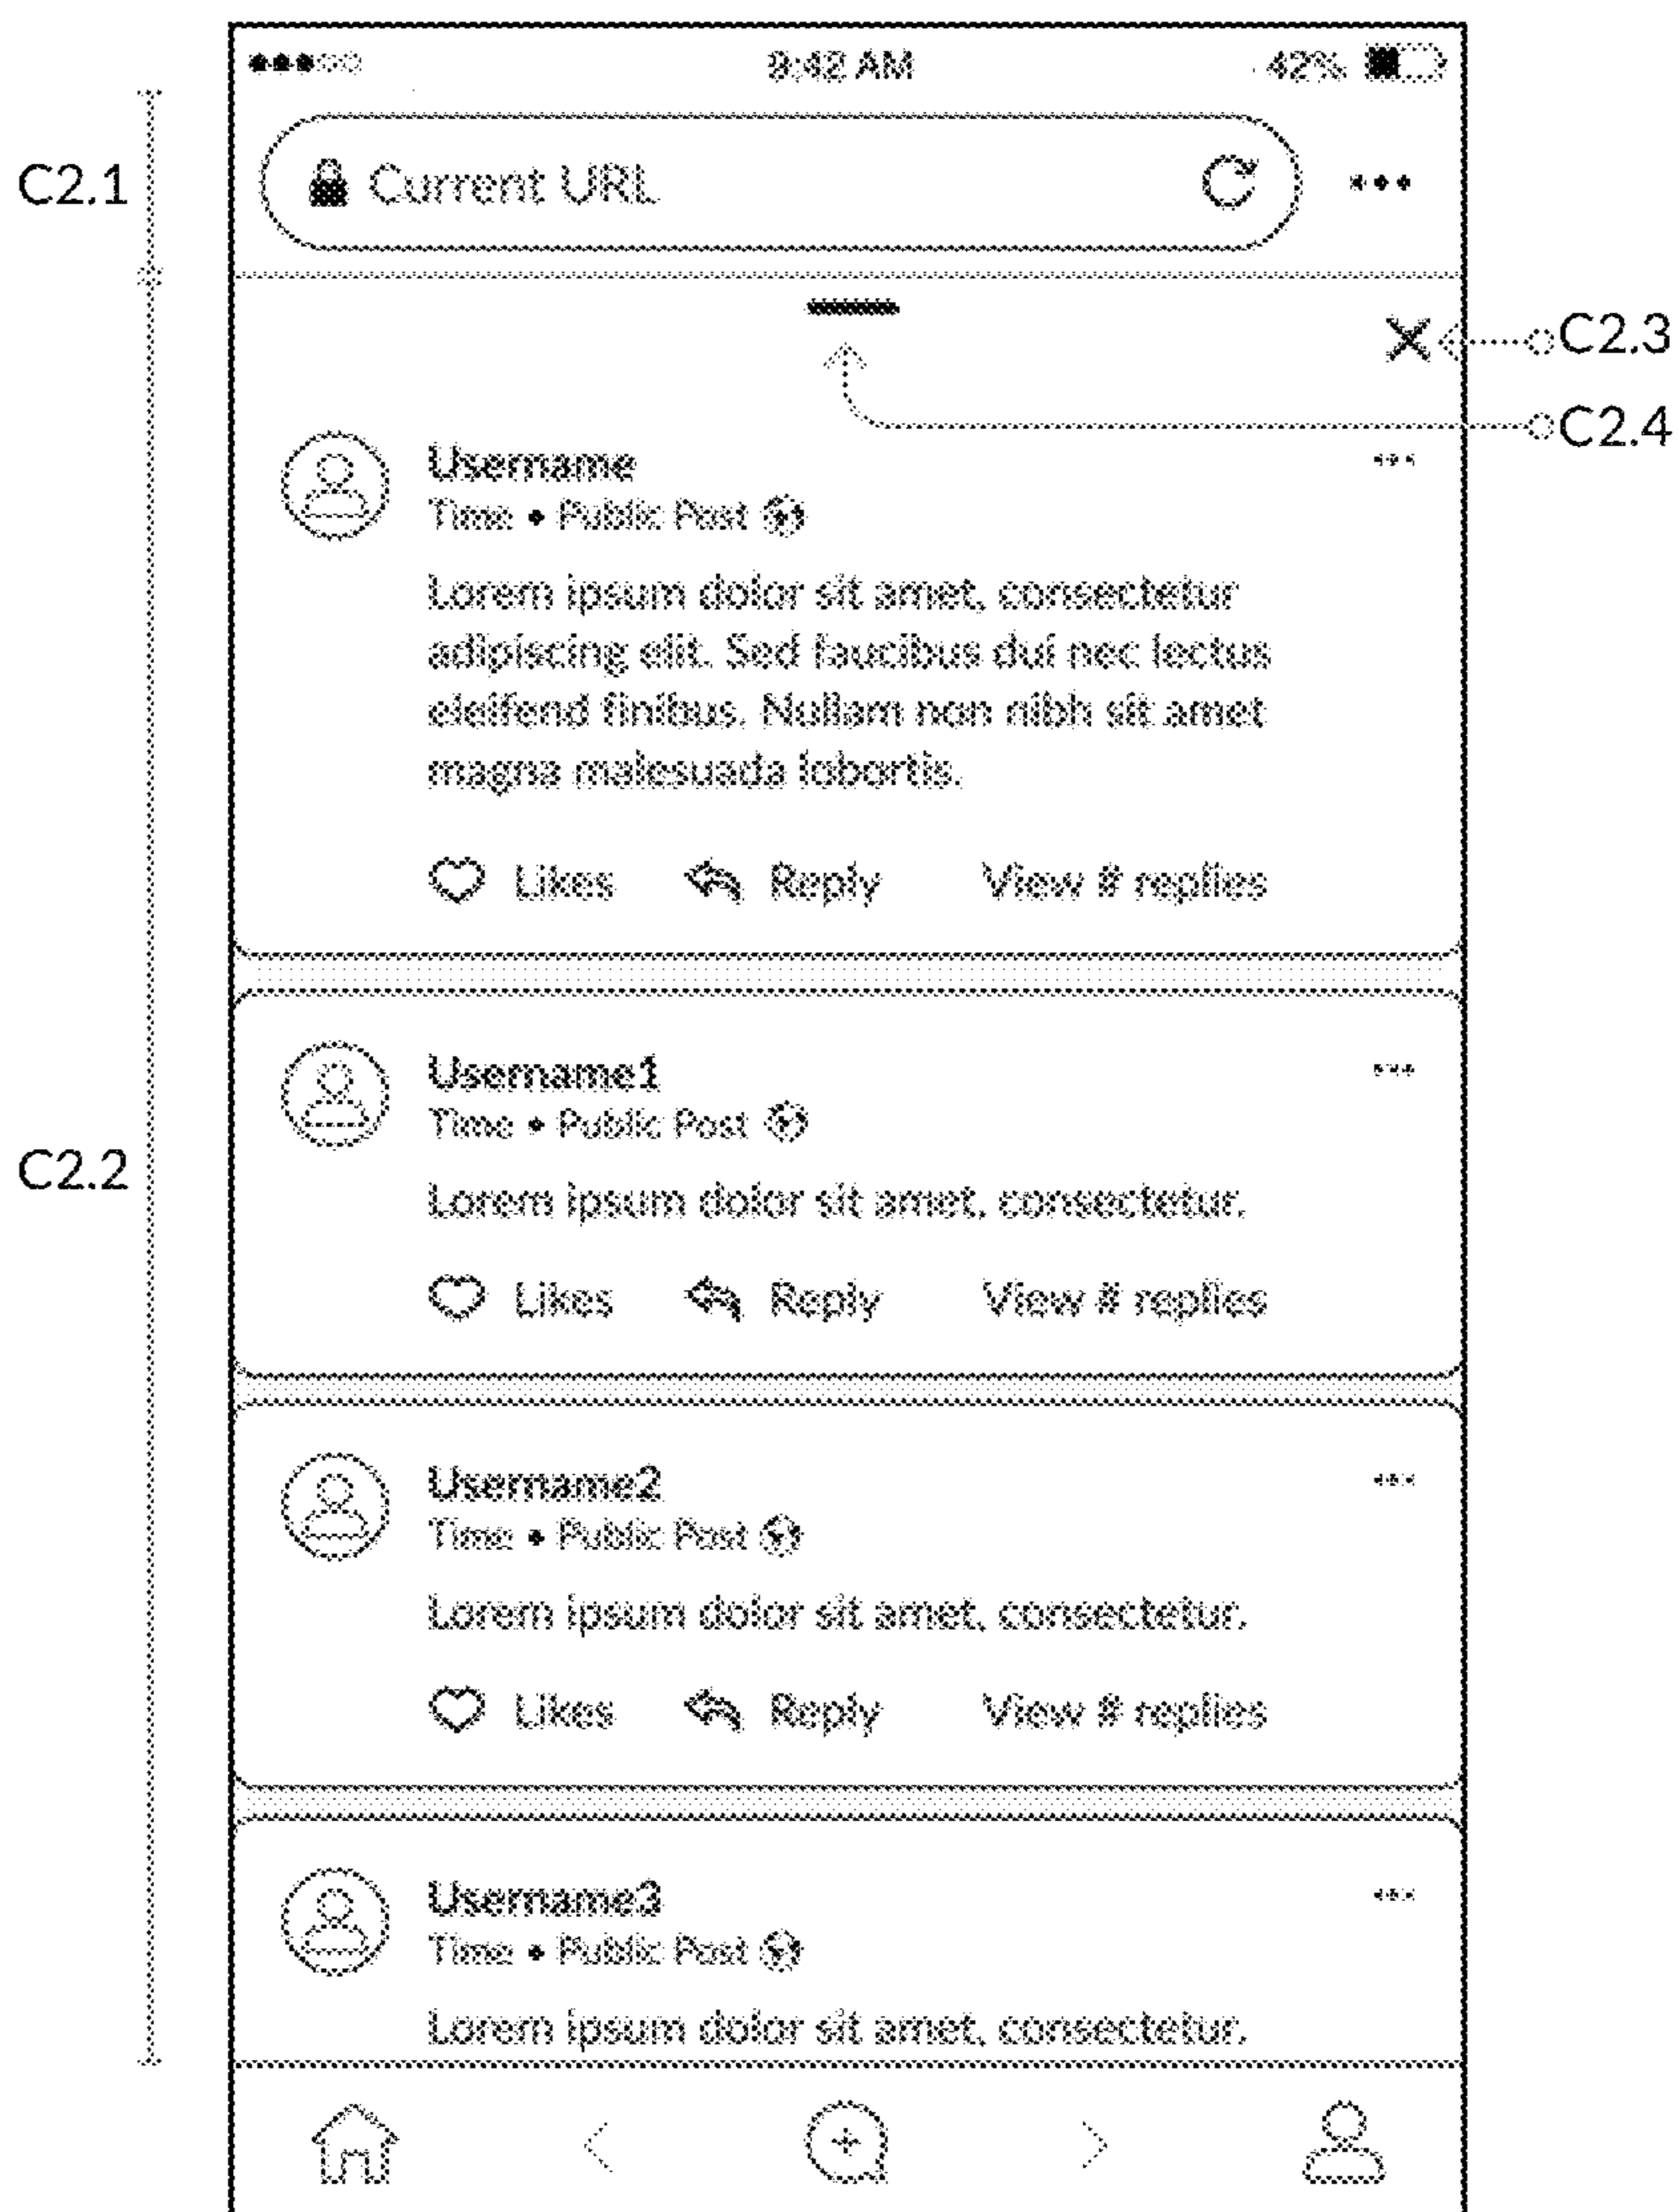 9:42 AM 42%
C2.1
Current URL
C2.3
C2.4
Username
Time • Public Post
Lorem ipsum dolor sit amet, consectetur
adipiscing elit. Sed faucibus dui nec lectus
eleifend finibus. Nullam non nibh sit amet
magna malesuada lobortis.
Likes Reply View # replies
Username1
Time • Public Post
C2.2
Lorem ipsum dolor sit amet, consectetur.
Likes Reply View # replies
Username2
Time • Public Post
Lorem ipsum dolor sit amet, consectetur.
Likes Reply View # replies
Username3
Time • Public Post
Lorem ipsum dolor sit amet, consectetur.